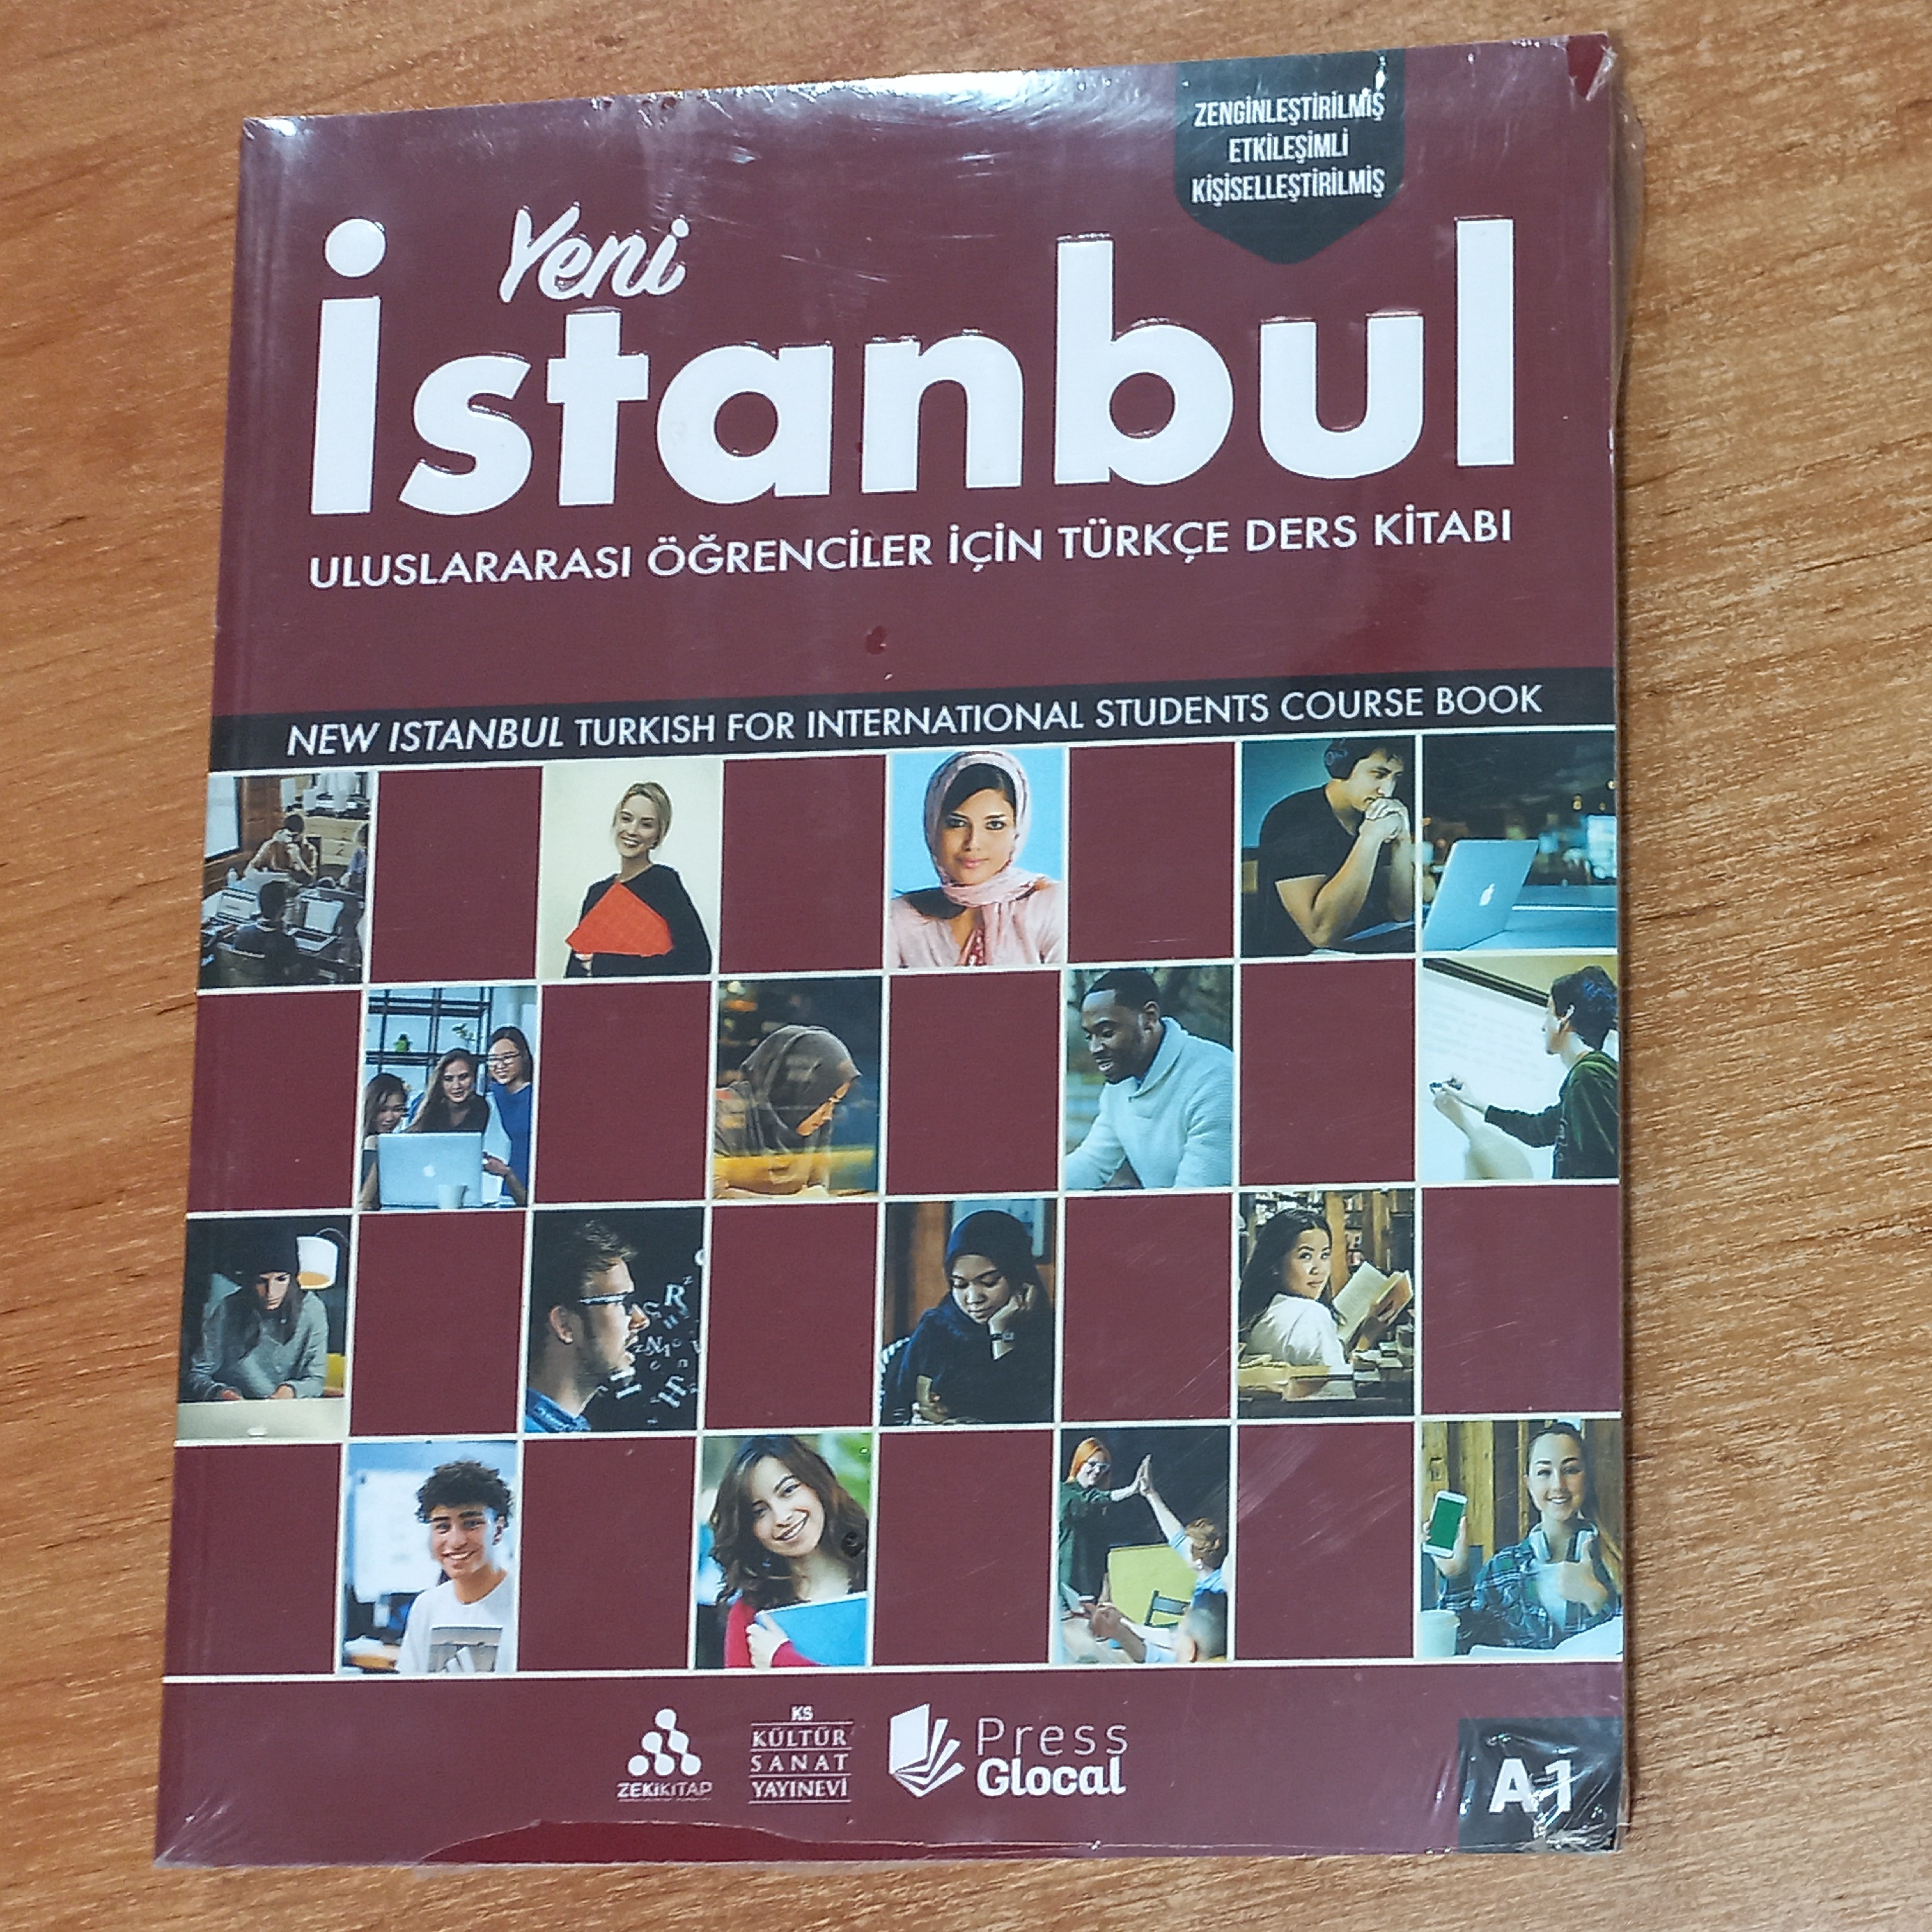 ZENGİNLEŞTİRİLMİŞ
ETKİLEŞİMLİ
KİŞİSELLEŞTİRİLMİŞ
Yeni
istanbul
ULUSLARARASI ÖĞRENCİLER İÇİN TÜRKÇE DERS KİTABI
NEW ISTANBUL TURKISH FOR INTERNATIONAL STUDENTS COURSE BOOK
ZEKİKİTAP
KS
KÜLTÜR
SANAT
YAYINEVİ
Press
Glocal
A1